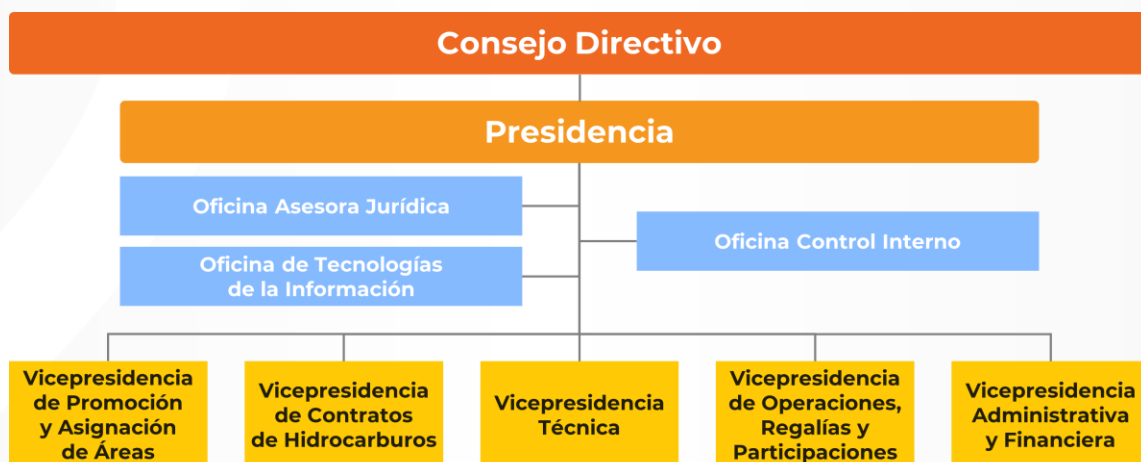 Consejo Directivo
Presidencia
Oficina Asesora Jurídica
Oficina Control Interno
Oficina de Tecnologías
de la Información
Vicepresidencia
de Promoción
y Asignación
de Áreas
Vicepresidencia
de Contratos
de Hidrocarburos
Vicepresidencia
Técnica
Vicepresidencia
de Operaciones,
Regalías y
Participaciones
Vicepresidencia
Administrativa
y Financiera